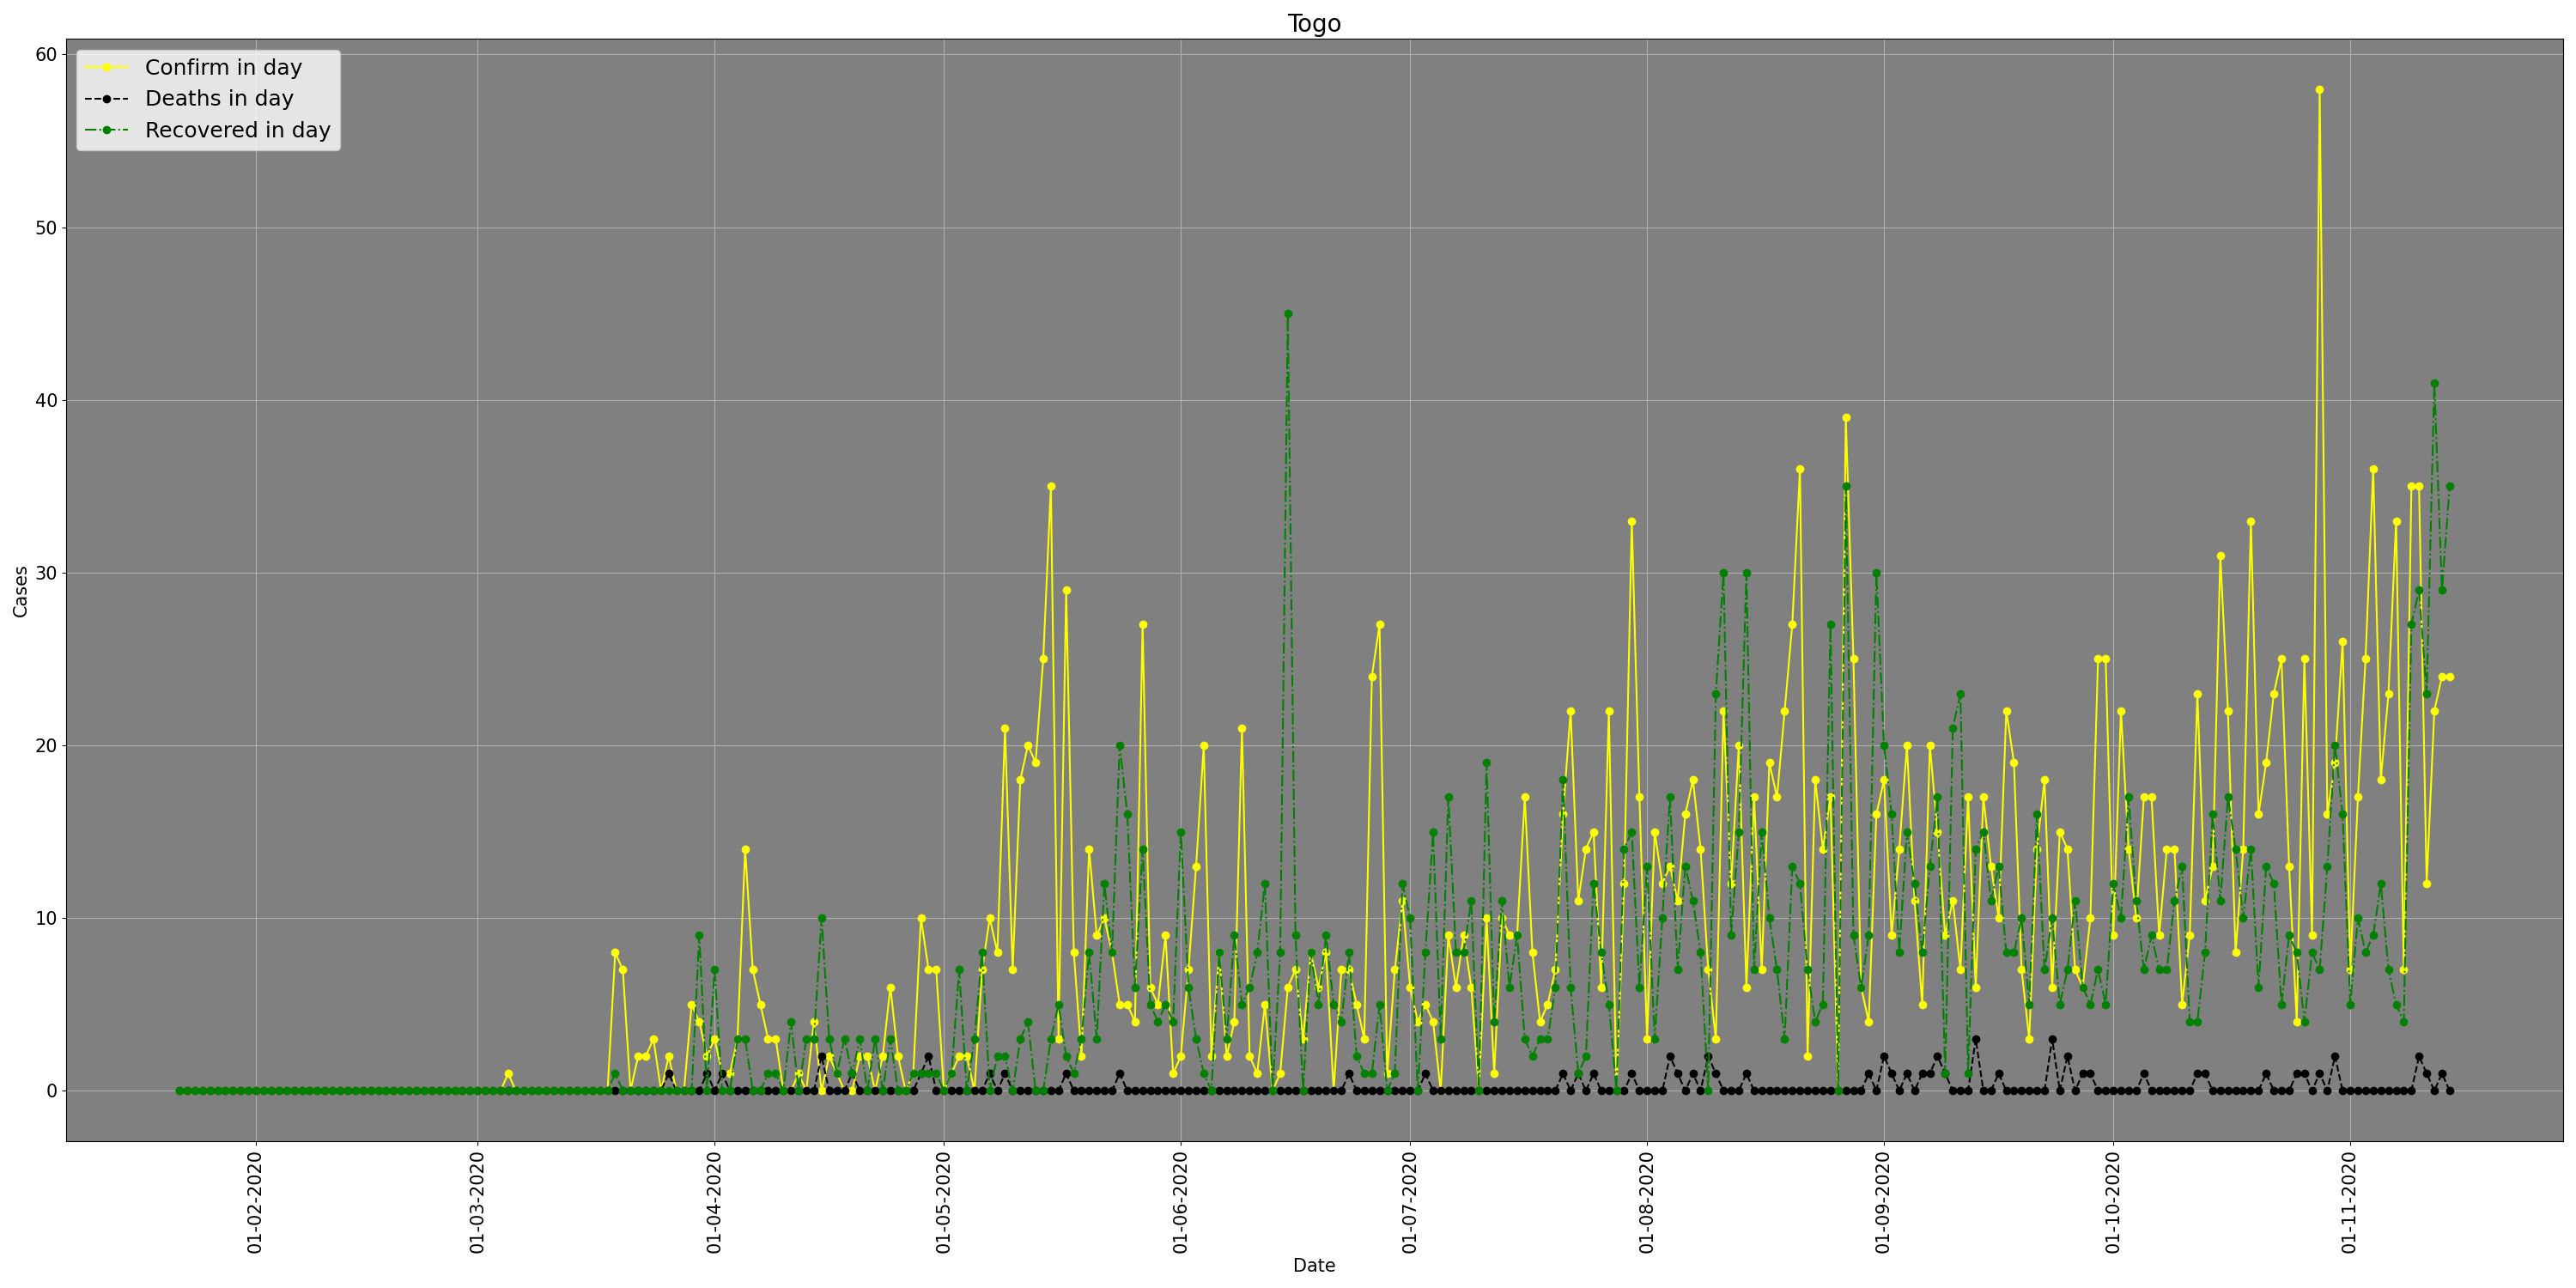 Togo
Confirm in day
Deaths in day
Recovered in day
60
50
40
30
20
10
0
Cases
01-02-2020
01-03-2020
01-04-2020
01-05-2020
01-06-2020
01-07-2020
01-08-2020
01-09-2020
01-10-2020
01-11-2020
Date